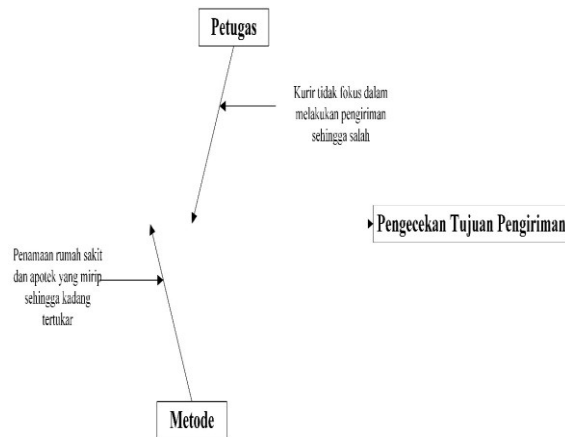 Petugas
Kurir tidak fokus dalam
melakukan pengiriman
sehingga salah
Pengecekan Tujuan Pengiriman
Penamaan rumah sakit
dan apotek yang mirip
sehingga kadang
tertukar
Metode